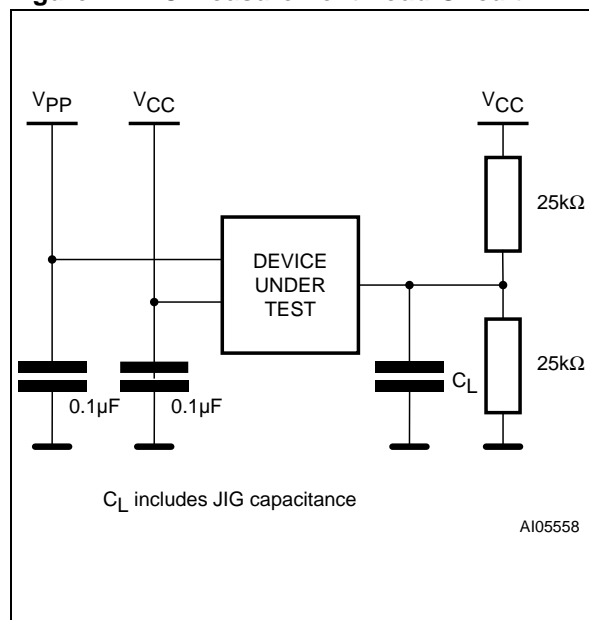 VPP
VCC
VCC
25kΩ
DEVICE
UNDER
TEST
25kΩ
CL
0.1µF
0.1µF
CL includes JIG capacitance
AI05558